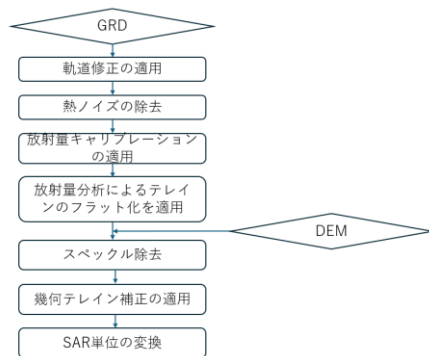 GRD
軌道修正の適用
熱ノイズの除去
放射量キャリブレーション
の適用
放射量分析によるテレイ
ンのフラット化を適用
DEM
スペックル除去
幾何テレイン補正の適用
SAR単位の変換